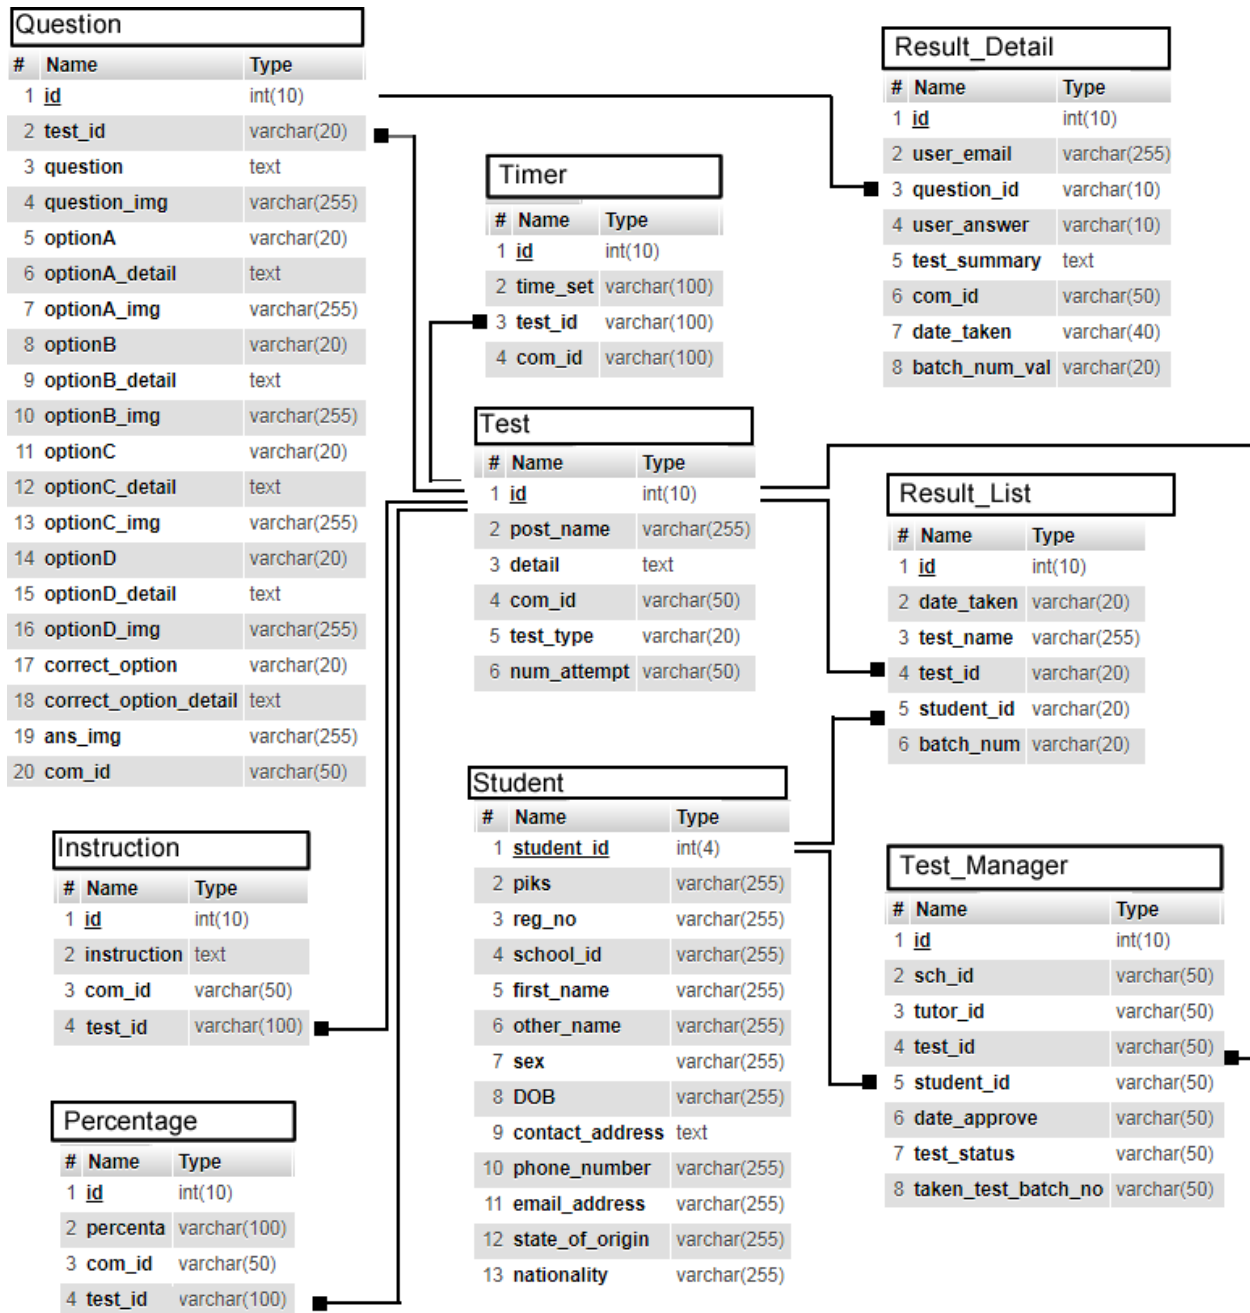 Question
# Name Type
1 id int(10)
2 test_id varchar(20)
3 question text
4 question_img varchar(255)
5 optionA varchar(20)
6 optionA_detail text
7 optionA_img varchar(255)
8 optionB varchar(20)
9 optionB_detail text
10 optionB_img varchar(255)
11 optionC varchar(20)
12 optionC_detail text
13 optionC_img varchar(255)
14 optionD varchar(20)
15 optionD_detail text
16 optionD_img varchar(255)
17 correct_option varchar(20)
18 correct_option_detail text
19 ans_img varchar(255)
20 com_id varchar(50)
Instruction
# Name Type
1 id int(10)
2 instruction text
3 com_id varchar(50)
4 test_id varchar(100)
Percentage
# Name Type
1 id int(10)
2 percenta varchar(100)
3 com_id varchar(50)
4 test_id varchar(100)
Timer
# Name Type
1 id int(10)
2 time_set varchar(100)
3 test_id varchar(100)
4 com_id varchar(100)
Test
# Name Type
1 id int(10)
2 post_name varchar(255)
3 detail text
4 com_id varchar(50)
5 test_type varchar(20)
6 num_attempt varchar(50)
Student
# Name Type
1 student_id int(4)
2 piks varchar(255)
3 reg_no varchar(255)
4 school_id varchar(255)
5 first_name varchar(255)
6 other_name varchar(255)
7 sex varchar(255)
8 DOB varchar(255)
9 contact_address text
10 phone_number varchar(255)
11 email_address varchar(255)
12 state_of_origin varchar(255)
13 nationality varchar(255)
Result_Detail
# Name Type
1 id int(10)
2 user_email varchar(255)
3 question_id varchar(10)
4 user_answer varchar(10)
5 test_summary text
6 com_id varchar(50)
7 date_taken varchar(40)
8 batch_num_val varchar(20)
Result_List
# Name Type
1 id int(10)
2 date_taken varchar(20)
3 test_name varchar(255)
4 test_id varchar(20)
5 student_id varchar(20)
6 batch_num varchar(20)
Test_Manager
# Name Type
1 id int(10)
2 sch_id varchar(50)
3 tutor_id varchar(50)
4 test_id varchar(50)
5 student_id varchar(50)
6 date_approve varchar(50)
7 test_status varchar(50)
8 taken_test_batch_no varchar(50)